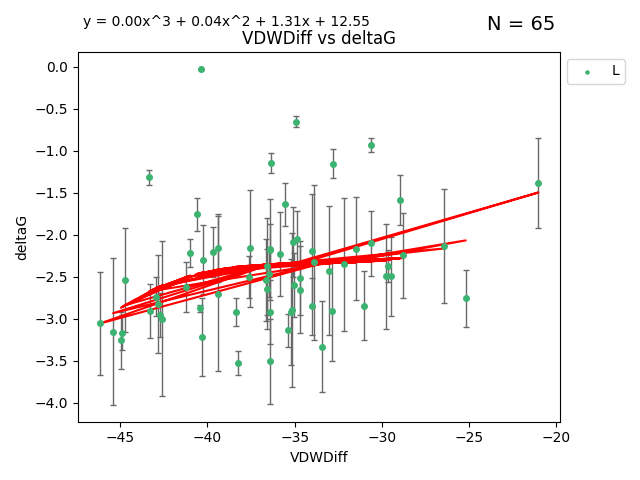 y = 0.00x^3 + 0.04x^2 + 1.31x + 12.55
N = 65
VDWDiff vs deltaG
L
deltaG
0.0
−0.5
−1.0
−1.5
−2.0
−2.5
−3.0
−3.5
−4.0
−45 −40 −35 −30 −25 −20
VDWDiff